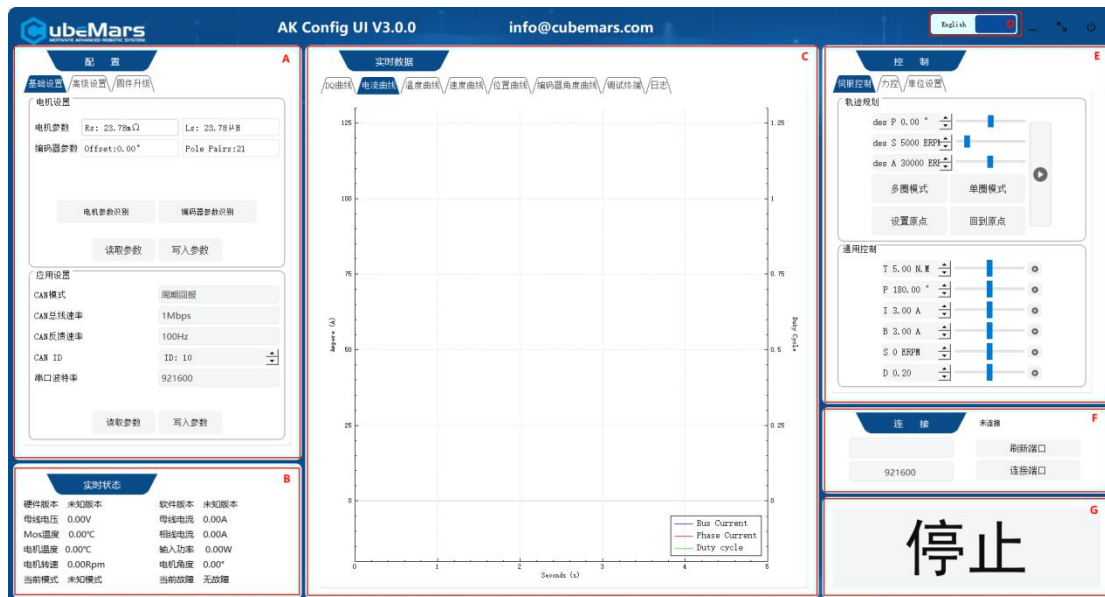 CubeMars
MOTIVATE ADVANCED ROBOTIC SYSTEM
AK Config UI V3.0.0
info@cubemars.com
English
D
配 置
A
基础设置 高级设置 固件升级
电机设置
电机参数 Rs: 23.78mΩ Ls: 23.78μH
编码器参数 Offset:0.00° Pole Pairs:21
电机参数识别 编码器参数识别
读取参数 写入参数
应用设置
CAN模式 周期回报
CAN总线速率 1Mbps
CAN反馈速率 100Hz
CAN ID ID: 10
串口波特率 921600
读取参数 写入参数
实时状态
B
硬件版本 未知版本 软件版本 未知版本
母线电压 0.00V 母线电流 0.00A
Mos温度 0.00℃ 相线电流 0.00A
电机温度 0.00℃ 输入功率 0.00W
电机转速 0.00Rpm 电机角度 0.00°
当前模式 未知模式 当前故障 无故障
实时数据
C
DQ曲线 电流曲线 温度曲线 速度曲线 位置曲线 编码器角度曲线 调试终端 日志
125 1.25
100 1
75 0.75
Ampere (A)
Duty Cycle
50 0.5
25 0.25
0 0
Bus Current
Phase Current
Duty cycle
0 1 2 3 4 5
Seconds (s)
控 制
E
伺服控制 力控 单位设置
轨迹规划
des P 0.00 °
des S 5000 ERPM
des A 30000 ERP
多圈模式 单圈模式
设置原点 回到原点
通用控制
T 5.00 N.M
P 180.00 °
I 3.00 A
B 3.00 A
S 0 ERPM
D 0.20
连 接
未连接
F
刷新端口
921600 连接端口
G
停止